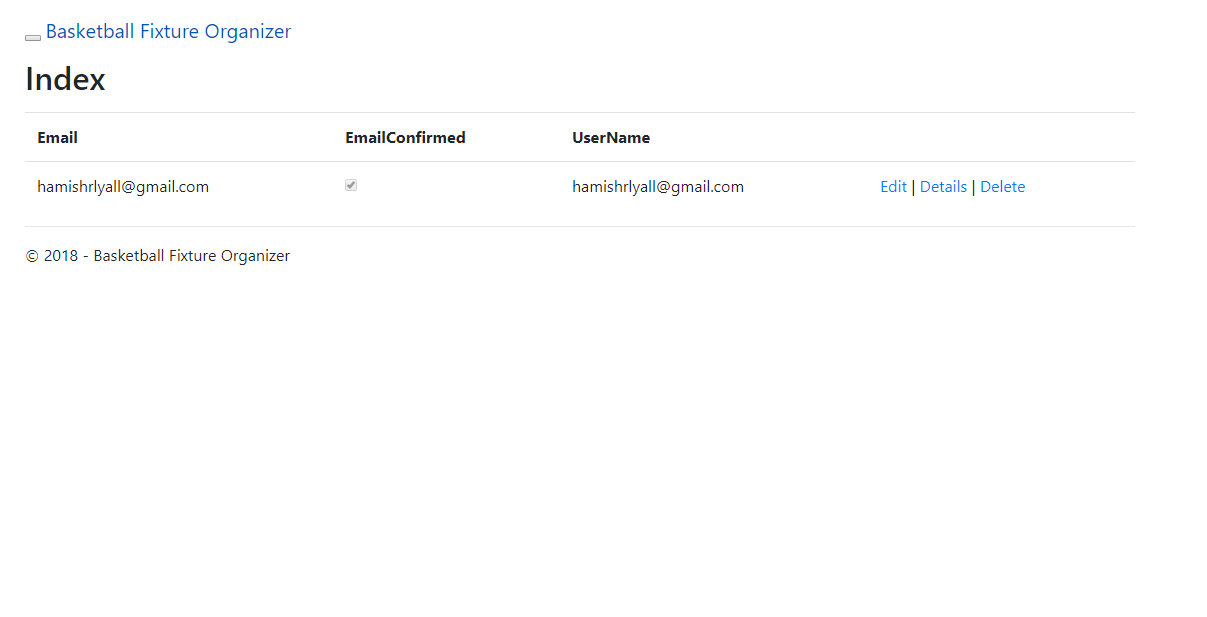 Basketball Fixture Organizer
Index
Email EmailConfirmed UserName
hamishrlyall@gmail.com hamishrlyall@gmail.com Edit | Details | Delete
© 2018 - Basketball Fixture Organizer